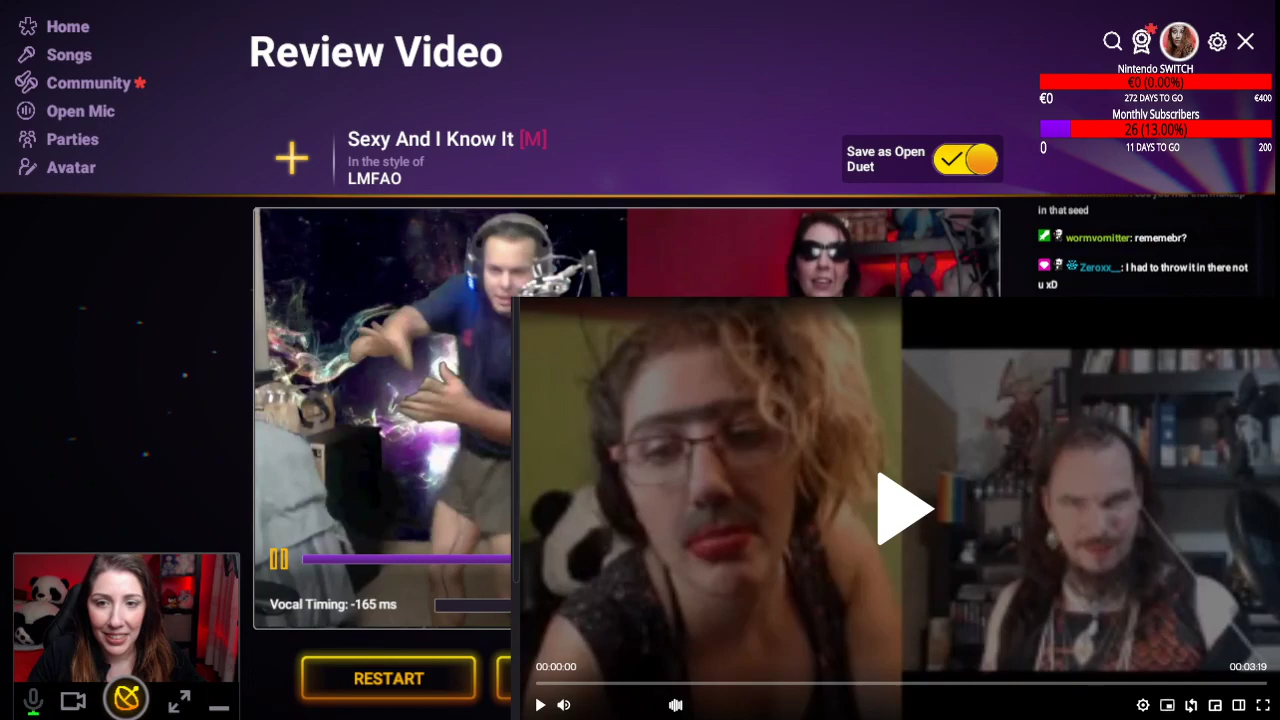 Home
Songs
Community
Open Mic
Parties
Avatar
Review Video
Sexy And I Know It [M]
In the style of
LMFAO
Save as Open
Duet
Nintendo SWITCH
€0 (0.00%)
€0 272 DAYS TO GO €400
Monthly Subscribers
26 (13.00%)
0 11 DAYS TO GO 200
in that seed
wormvomitter: rememebr?
Zeroxx__: I had to throw it in there not
u xD
Vocal Timing: -165 ms
RESTART
00:00:00
00:03:19